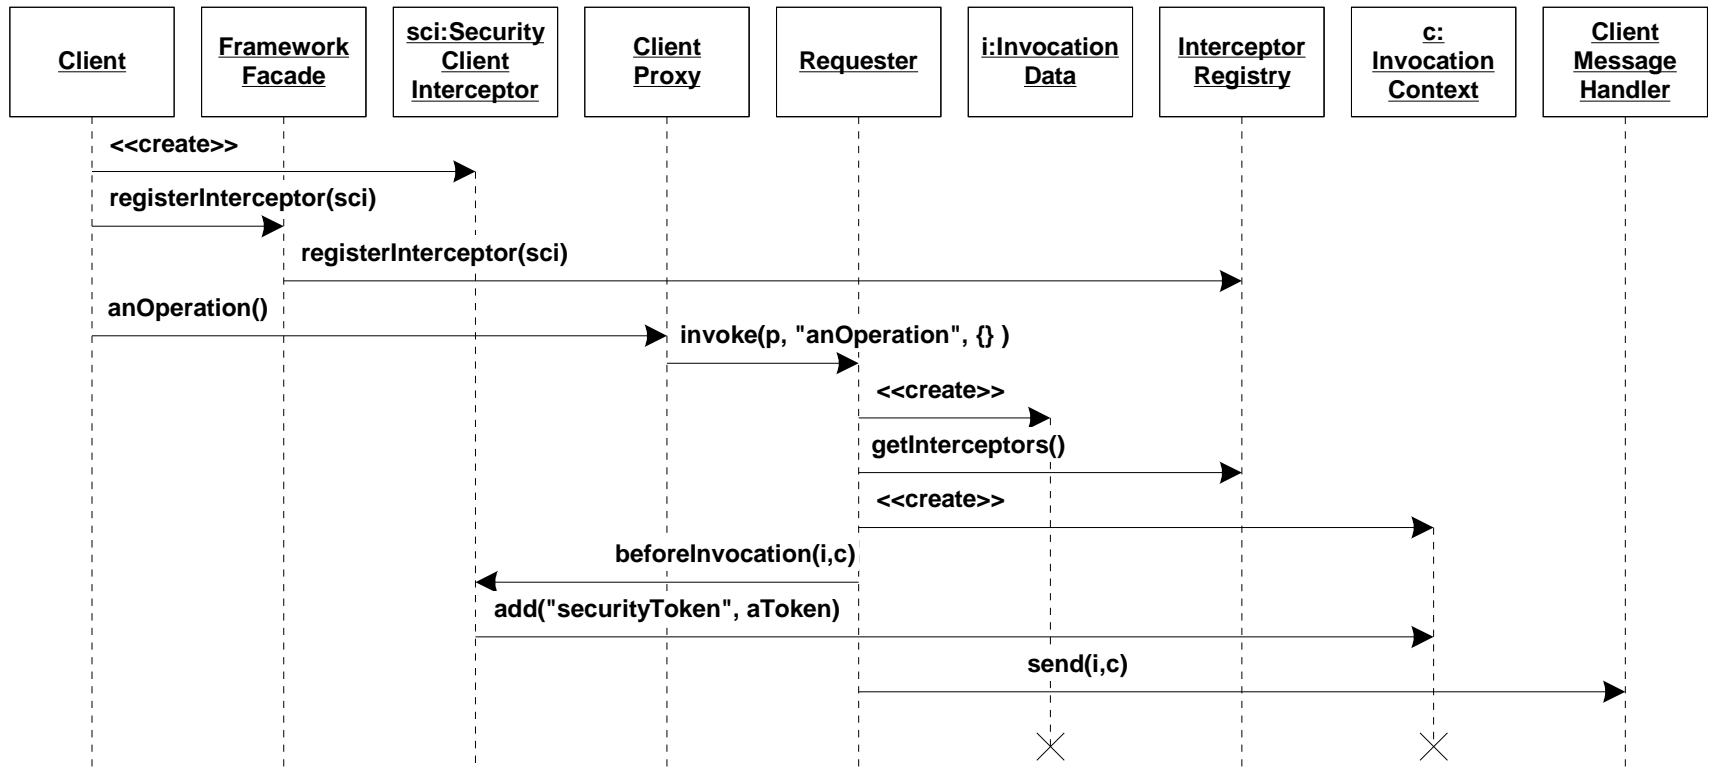 Client
Framework
Facade
sci:Security
Client
Interceptor
Client
Proxy
Requester
i:Invocation
Data
Interceptor
Registry
c:
Invocation
Context
Client
Message
Handler
<<create>>
registerInterceptor(sci)
registerInterceptor(sci)
anOperation()
invoke(p, "anOperation", {} )
<<create>>
getInterceptors()
<<create>>
beforeInvocation(i,c)
add("securityToken", aToken)
send(i,c)